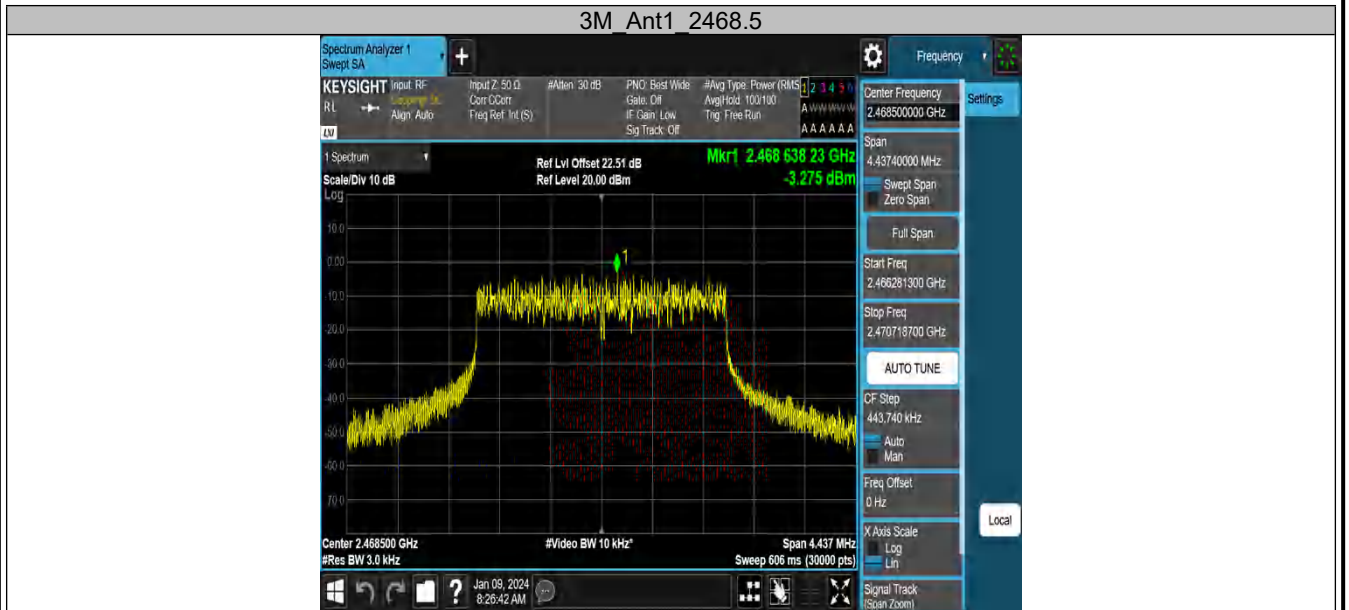 3M_Ant1_2468.5
Spectrum Analyzer 1
Swept SA
+
Frequency
KEYSIGHT
RL
LXI
Input: RF
Coupling: DC
Align: Auto
Input Z: 50 Ω
Corr CCorr
Freq Ref: Int (S)
#Atten: 30 dB
PNO: Best Wide
Gate: Off
IF Gain: Low
Sig Track: Off
#Avg Type: Power (RMS
Avg|Hold: 100/100
Trig: Free Run
1 2 3 4 5 6
A W W W W W
A A A A A A
Center Frequency
2.468500000 GHz
Settings
1 Spectrum
Scale/Div 10 dB
Ref Lvl Offset 22.51 dB
Ref Level 20.00 dBm
Mkr1 2.468 638 23 GHz
-3.275 dBm
Span
4.43740000 MHz
Swept Span
Zero Span
Full Span
Start Freq
2.466281300 GHz
Stop Freq
2.470718700 GHz
AUTO TUNE
CF Step
443.740 kHz
Auto
Man
Freq Offset
0 Hz
X Axis Scale
Log
Lin
Local
Signal Track
(Span Zoom)
Log
10.0
0.00
-10.0
-20.0
-30.0
-40.0
-50.0
-60.0
-70.0
1
Center 2.468500 GHz
#Res BW 3.0 kHz
#Video BW 10 kHz*
Span 4.437 MHz
Sweep 606 ms (30000 pts)
?
Jan 09, 2024
8:26:42 AM